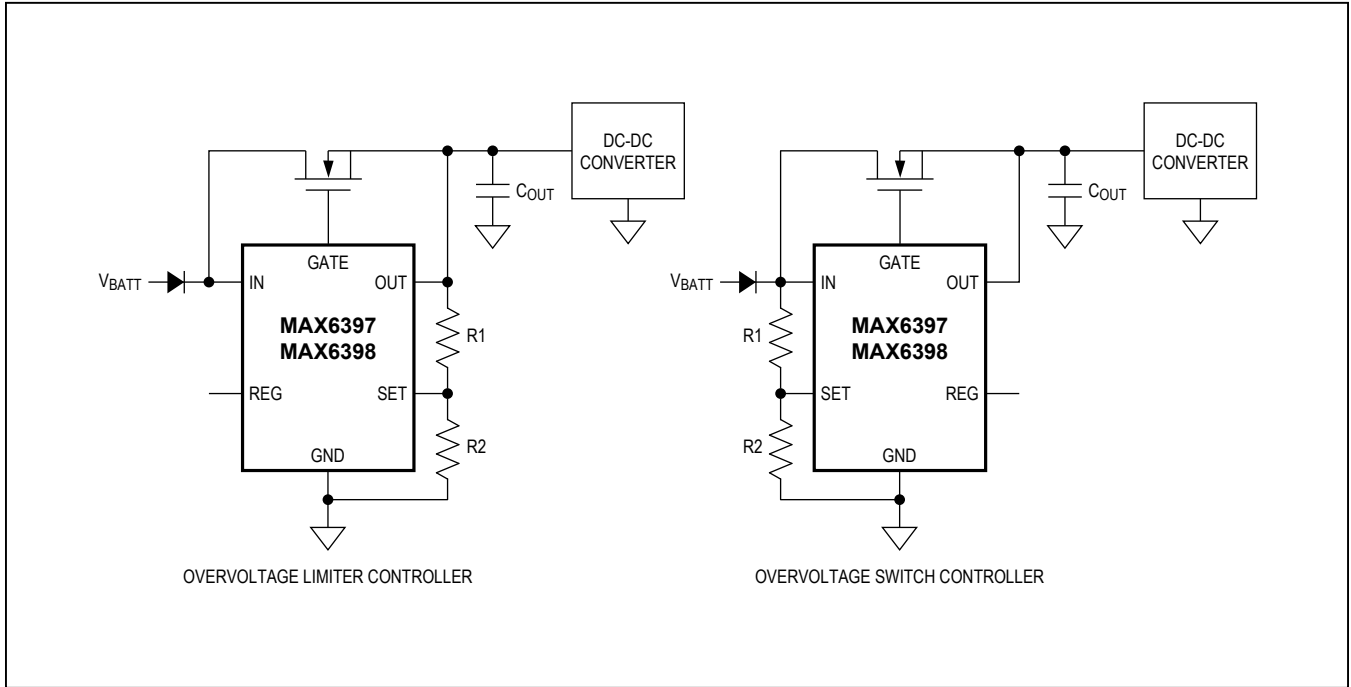 DC-DC
CONVERTER
COUT
GATE
VBATT
IN
OUT
MAX6397
MAX6398
R1
REG
SET
R2
GND
OVERVOLTAGE LIMITER CONTROLLER
DC-DC
CONVERTER
COUT
GATE
VBATT
IN
OUT
R1
MAX6397
MAX6398
SET
REG
R2
GND
OVERVOLTAGE SWITCH CONTROLLER